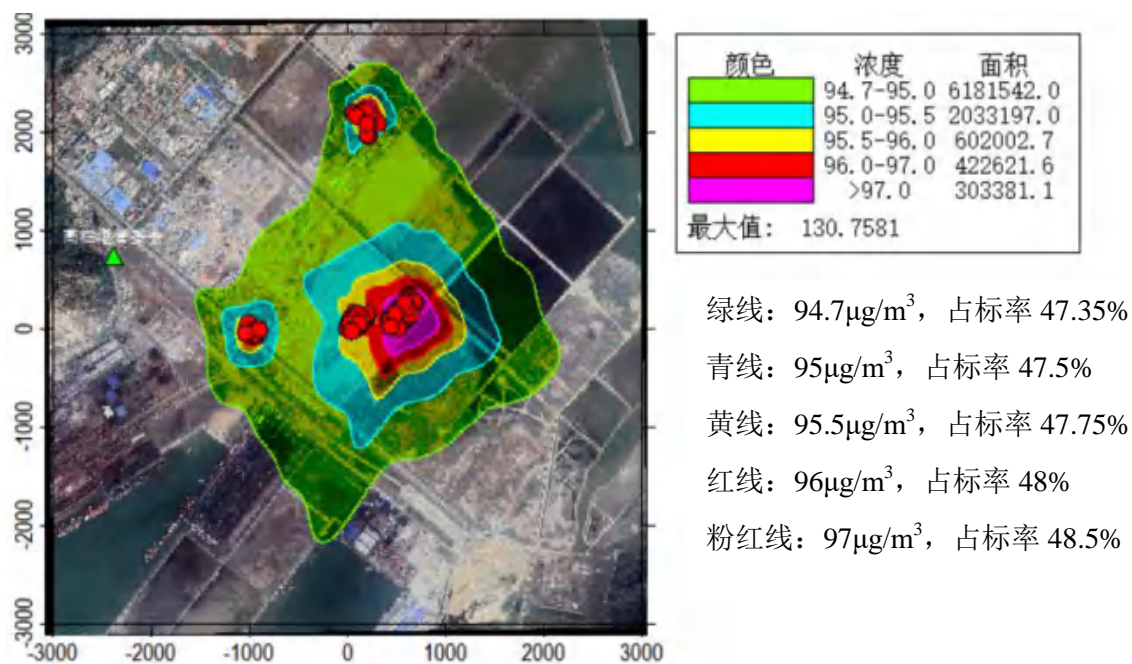 3000
2000
1000
0
-1000
-2000
-3000
-3000 -2000 -1000 0 1000 2000 3000
颜色 浓度 面积
94.7-95.0 6181542.0
95.0-95.5 2033197.0
95.5-96.0 602002.7
96.0-97.0 422621.6
>97.0 303381.1
最大值: 130.7581
绿线：94.7μg/m³，占标率 47.35%
青线：95μg/m³，占标率 47.5%
黄线：95.5μg/m³，占标率 47.75%
红线：96μg/m³，占标率 48%
粉红线：97μg/m³，占标率 48.5%